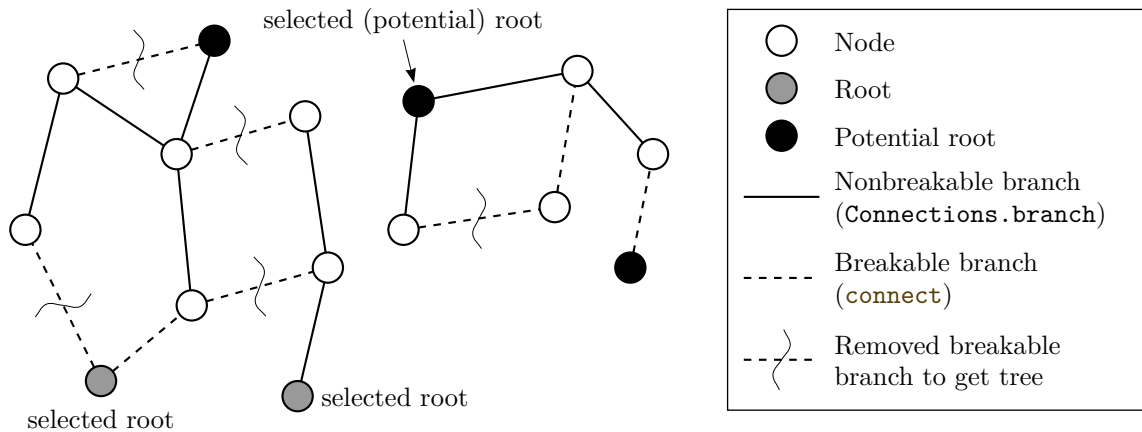 selected (potential) root
selected root
selected root
Node
Root
Potential root
Nonbreakable branch
(Connections.branch)
Breakable branch
(connect)
Removed breakable
branch to get tree